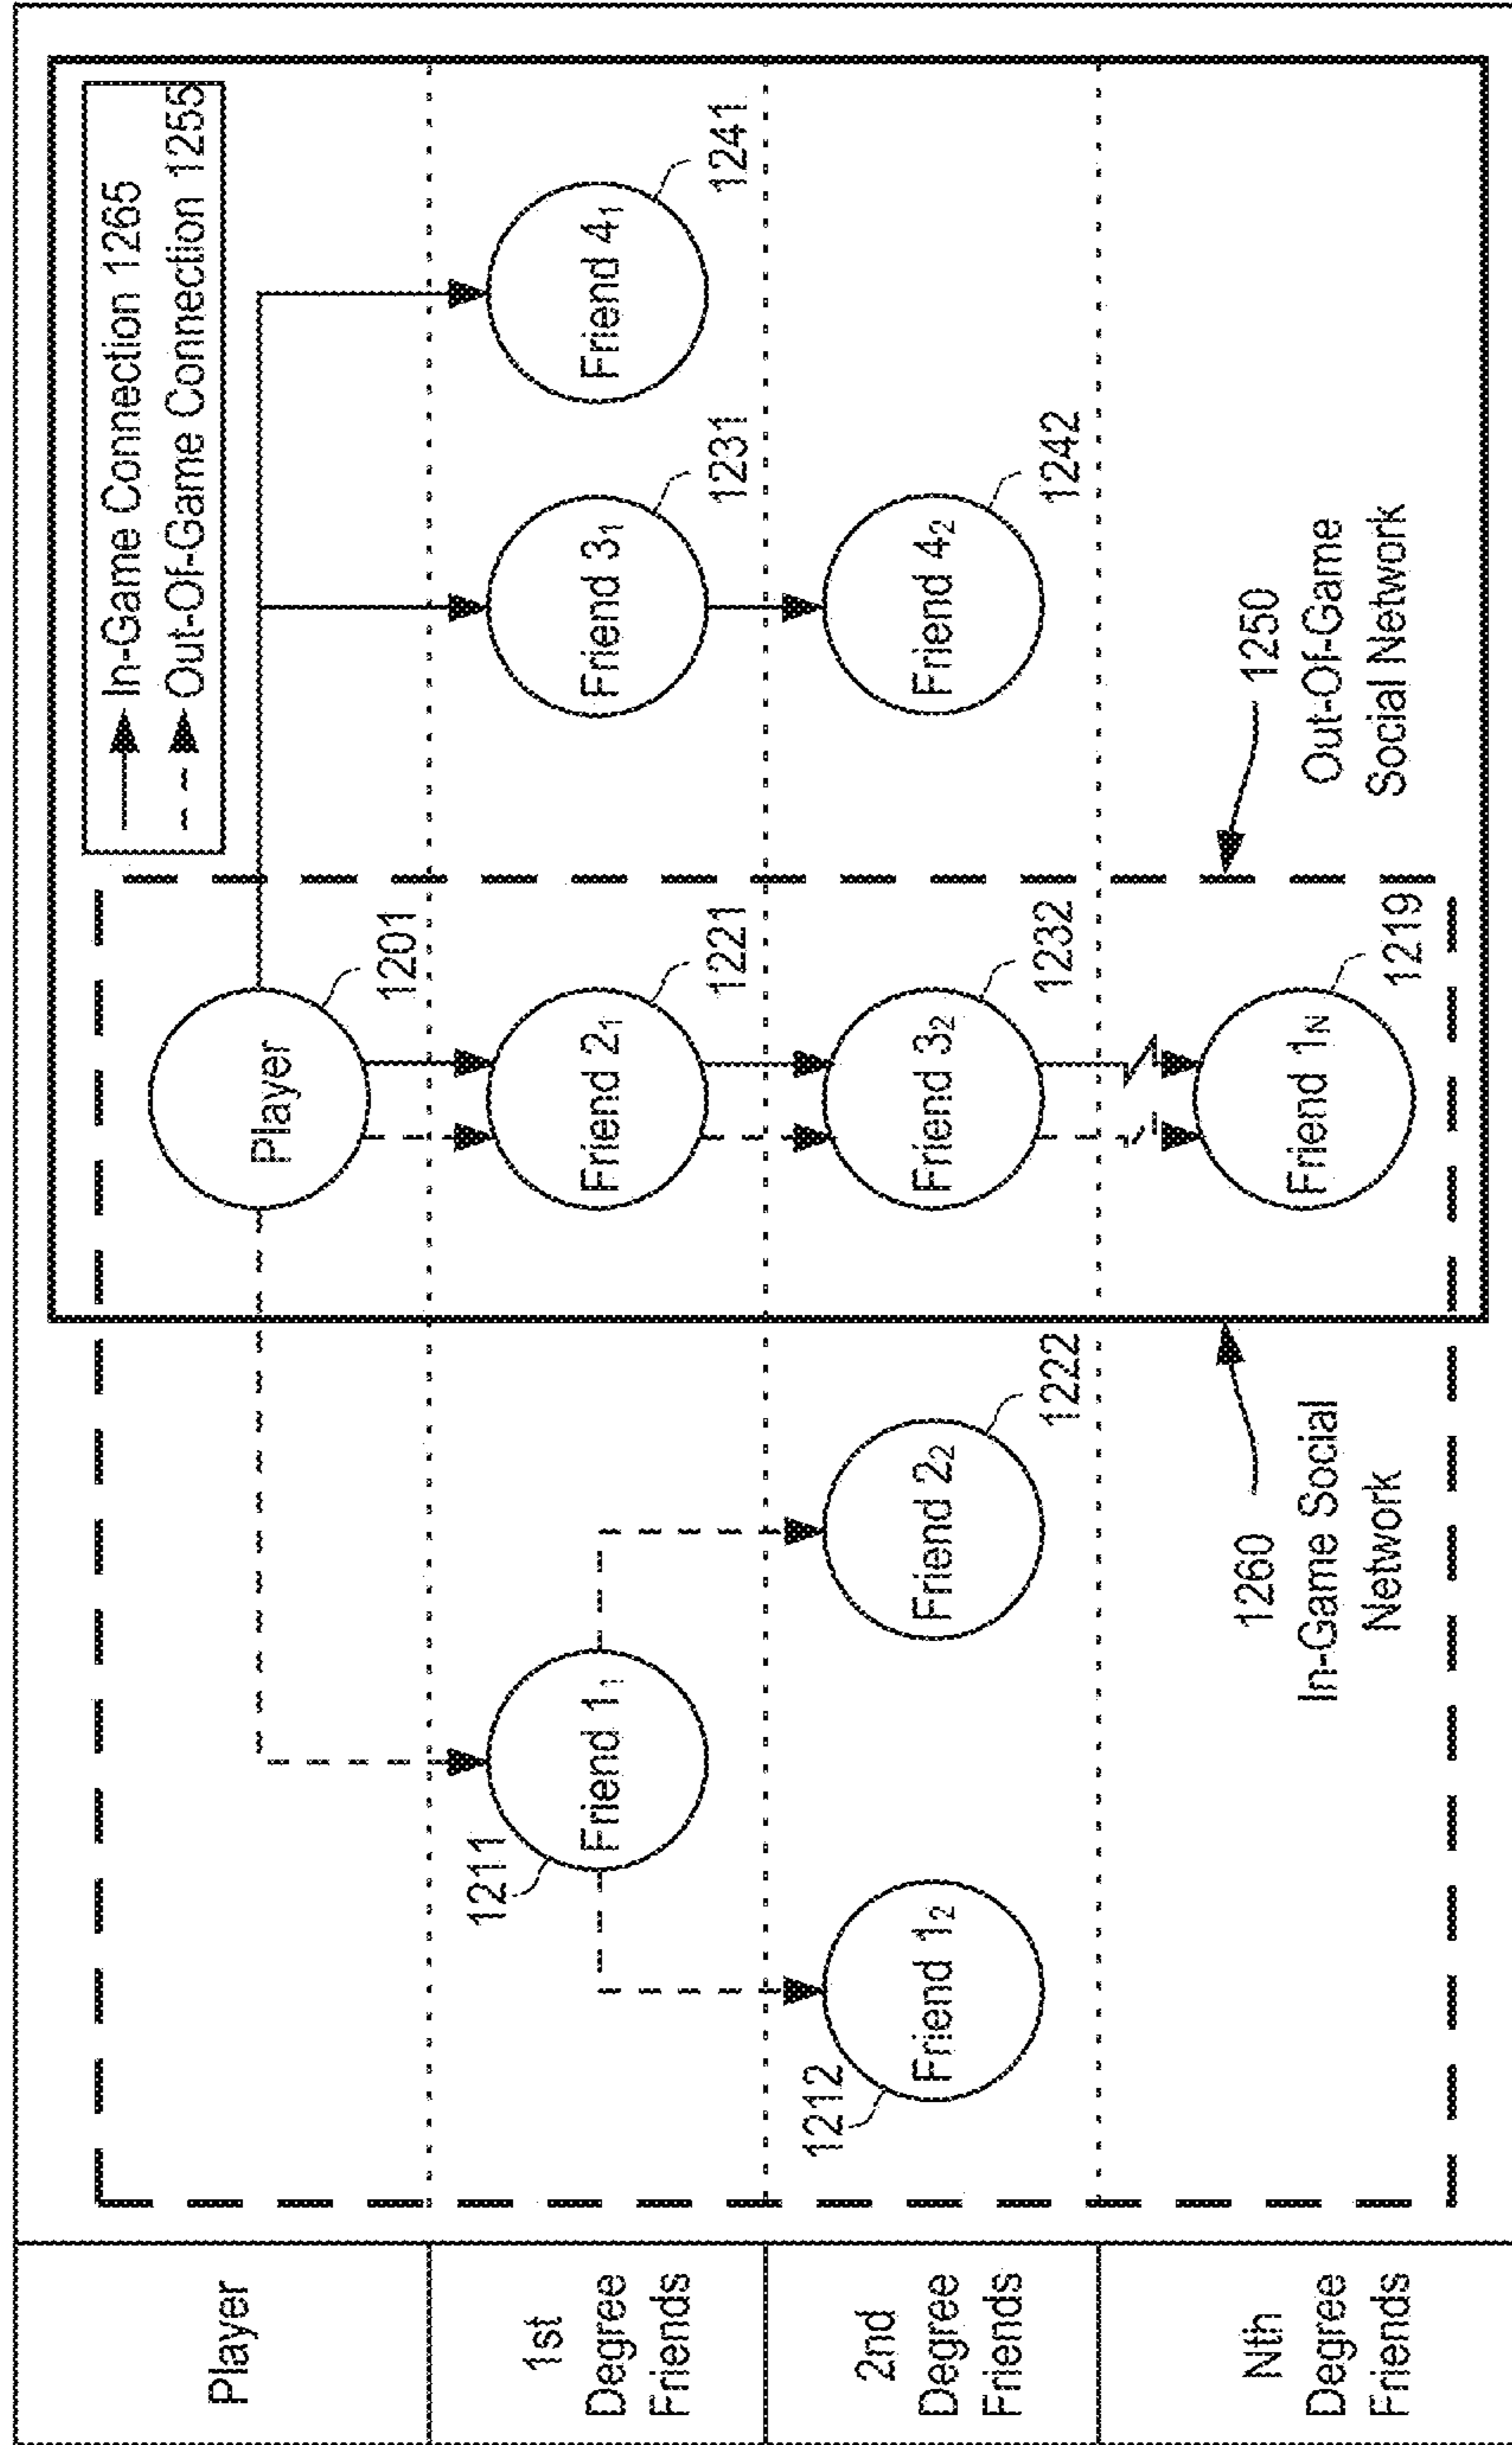 Player
1st
Degree
Friends
2nd
Degree
Friends
Nth
Degree
Friends
In-Game Connection 1265
Out-Of-Game Connection 1255
Player
1201
1211
Friend 1₁
Friend 2₁
1221
Friend 3₁
1231
Friend 4₁
1241
1212
Friend 1₂
Friend 2₂
1222
Friend 3₂
1232
Friend 4₂
1242
1260
In-Game Social
Network
Friend 1N
1219
1250
Out-Of-Game
Social Network